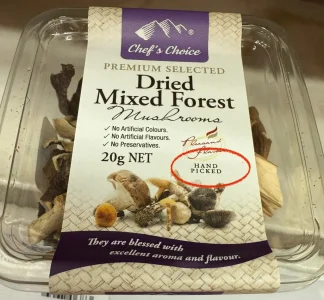 Chef's Choice
PREMIUM SELECTED
Dried
Mixed Forest
Mushrooms
✓ No Artificial Colours.
✓ No Artificial Flavours.
✓ No Preservatives.
20g NET
HAND
PICKED
They are blessed with
excellent aroma and flavour.